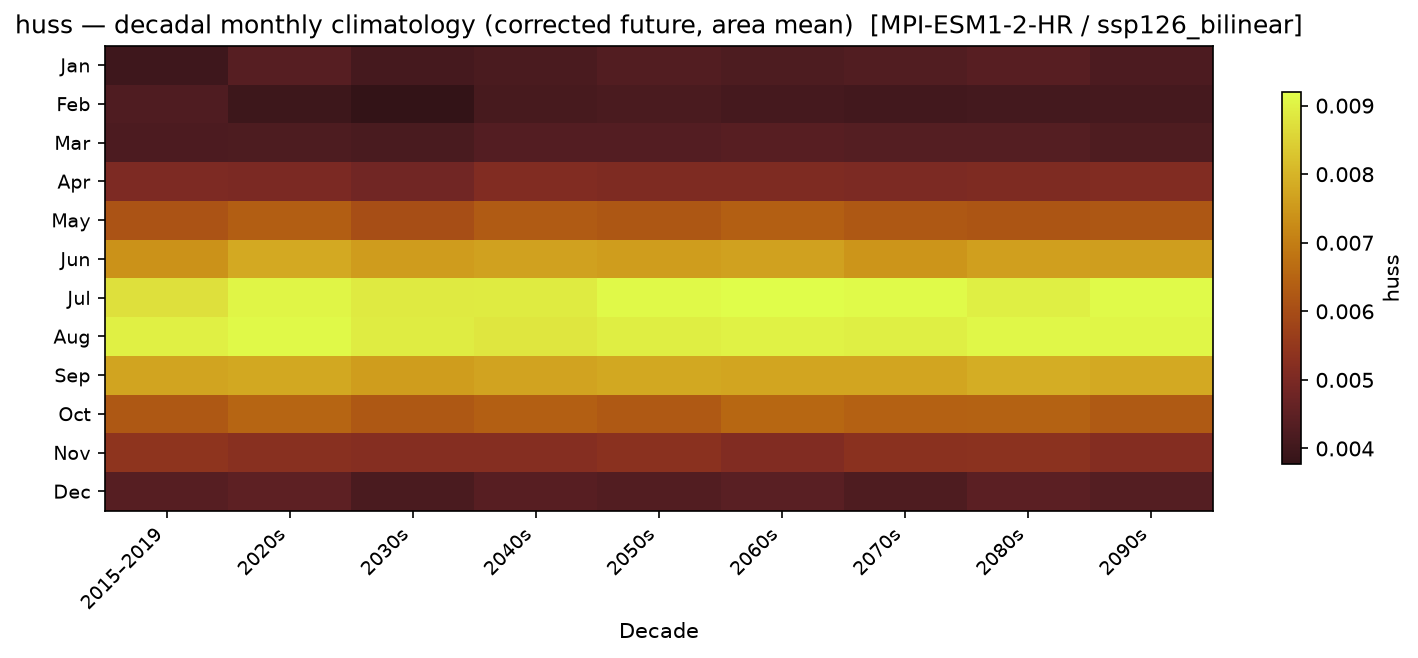 huss — decadal monthly climatology (corrected future, area mean)  [MPI-ESM1-2-HR / ssp126_bilinear]
Jan
Feb
Mar
Apr
May
Jun
Jul
Aug
Sep
Oct
Nov
Dec
2015–2019
2020s
2030s
2040s
2050s
2060s
2070s
2080s
2090s
Decade
0.009
0.008
0.007
0.006
0.005
0.004
huss